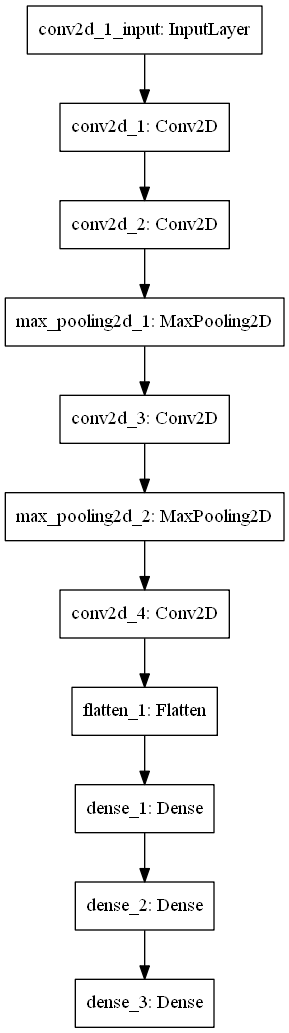 conv2d_1_input: InputLayer
conv2d_1: Conv2D
conv2d_2: Conv2D
max_pooling2d_1: MaxPooling2D
conv2d_3: Conv2D
max_pooling2d_2: MaxPooling2D
conv2d_4: Conv2D
flatten_1: Flatten
dense_1: Dense
dense_2: Dense
dense_3: Dense